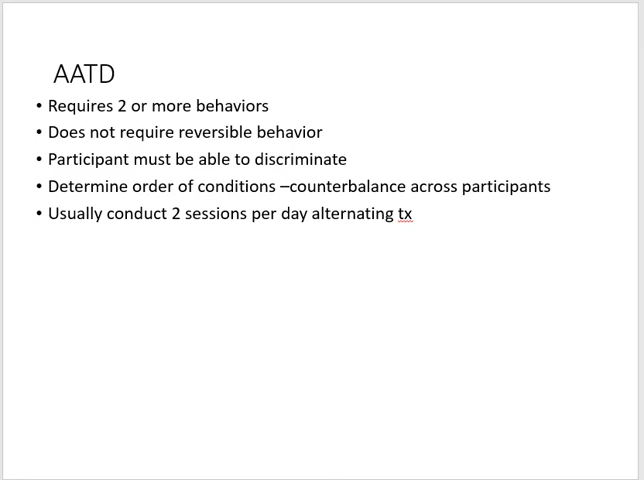 AATD
• Requires 2 or more behaviors
• Does not require reversible behavior
• Participant must be able to discriminate
• Determine order of conditions –counterbalance across participants
• Usually conduct 2 sessions per day alternating tx